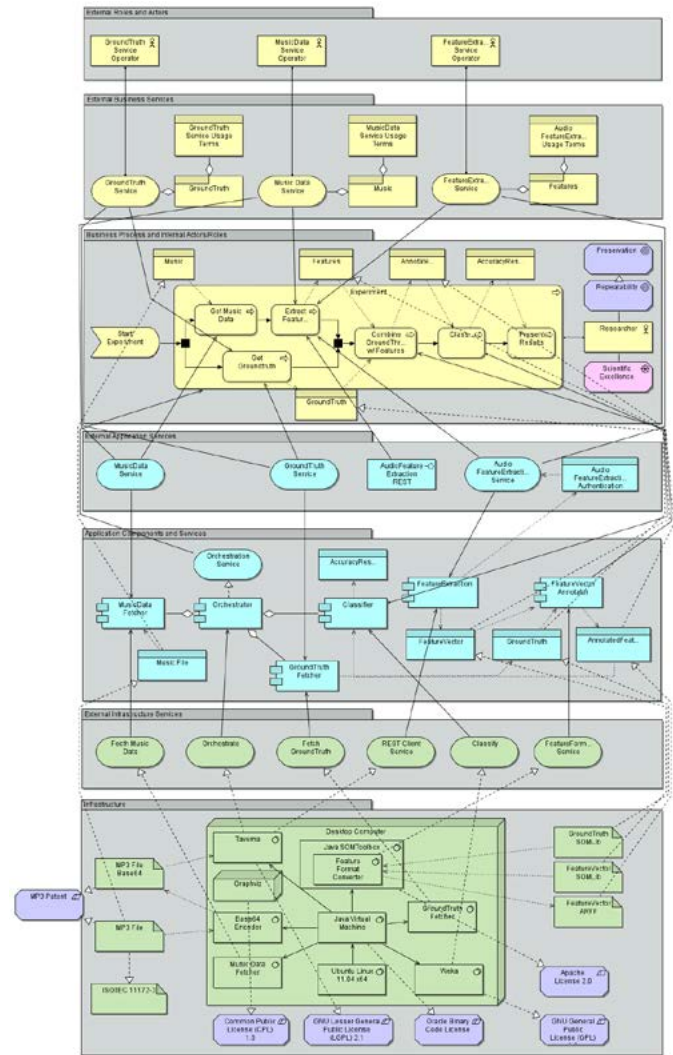 External Roles and Actors
GroundTruth
Service
Operator
MusicData
Service
Operator
FeatureExtra...
Service
Operator
External Business Services
GroundTruth
Service Usage
Terms
MusicData
Service Usage
Terms
Audio
FeatureExtra...
Usage Terms
GroundTruth
Service
GroundTruth
Music Data
Service
Music
FeatureExtra...
Service
Features
Business Process and Internal Actors/Roles
Music
Features
Annotate...
AccuracyRes...
Preservation
Repeatability
Experiment
Get Music
Data
Extract
Featur...
Start
Experiment
Combine
GroundThr...
w/Features
Classify
Present
Results
Researcher
Get
Groundtruth
Scientific
Excellence
GroundTruth
External Application Services
MusicData
Service
GroundTruth
Service
AudioFeature
Extraction
REST
Audio
FeatureExtracti...
Service
Audio
FeatureExtracti...
Authentication
Application Components and Services
Orchestration
Service
AccuracyRes...
FeatureExtraction
FeatureVector
Annotator
MusicData
Fetcher
Orchestrator
Classifier
Music File
GroundTruth
Fetcher
FeatureVector
GroundTruth
AnnotatedFeat...
External Infrastructure Services
Fecth Music
Data
Orchestrate
Fetch
GroundTruth
REST Client
Service
Classify
FeatureForm...
Service
Infrastructure
Desktop Computer
Taverna
Java SOMToolbox
Feature
Format
Converter
GroundTruth
SOMLib
MP3 File
Base64
FeatureVector
SOMLib
Graphviz
MP3 Patent
FeatureVector
ARFF
MP3 File
Base64
Encoder
Java Virtual
Machine
GroundTruth
Fetcher
MusicData
Fetcher
Ubuntu Linux
11.04 x64
Weka
Apache
License 2.0
Common Public
License (CPL)
1.0
GNU Lesser General
Public License
(LGPL) 2.1
Oracle Binary
Code License
GNU General
Public
License (GPL)